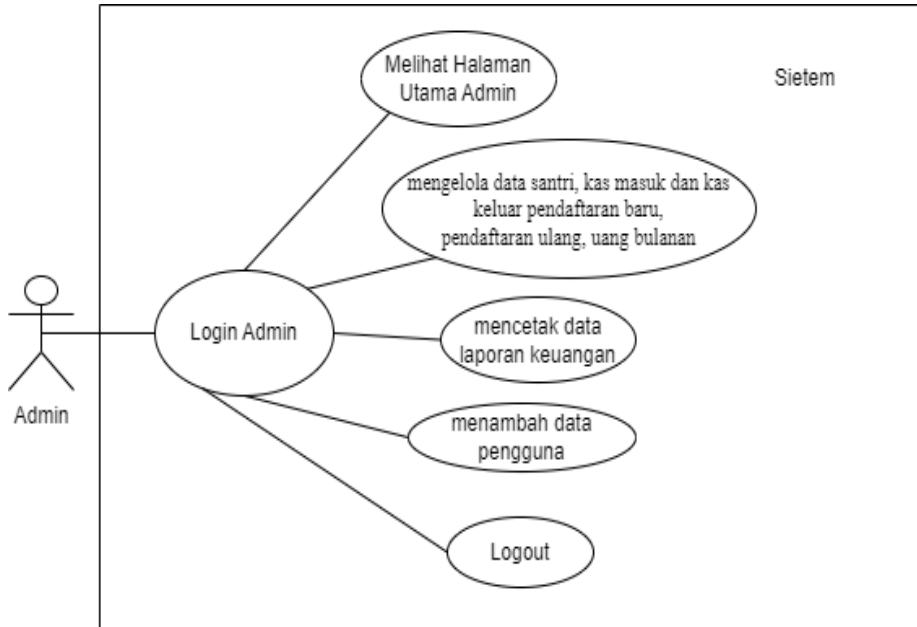 Melihat Halaman
Utama Admin
Sietem
mengelola data santri, kas masuk dan kas
keluar pendaftaran baru,
pendaftaran ulang, uang bulanan
Login Admin
mencetak data
laporan keuangan
Admin
menambah data
pengguna
Logout